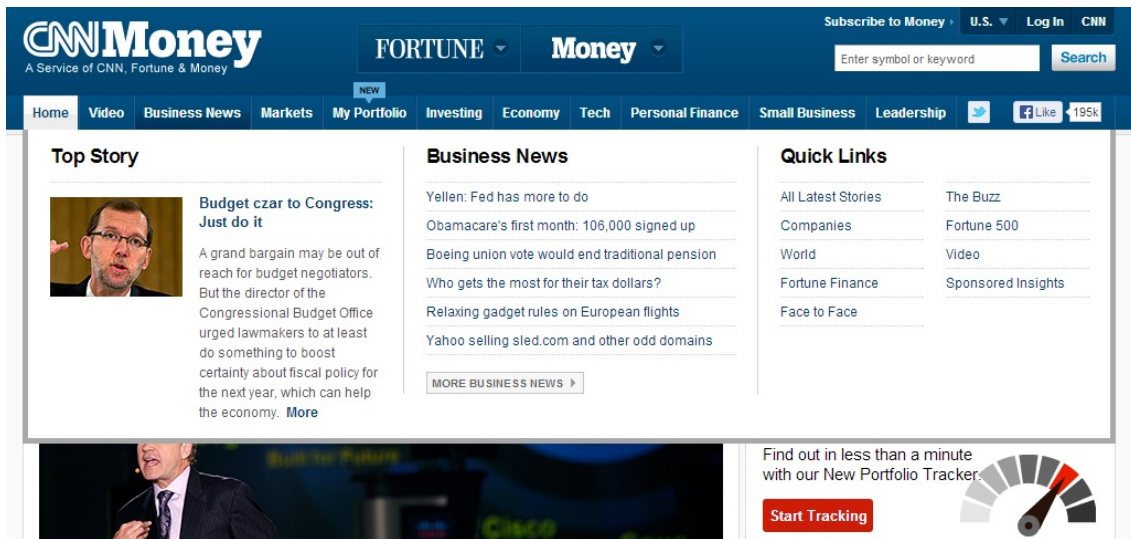 CNNMoney
A Service of CNN, Fortune & Money
FORTUNE
Money
Subscribe to Money
U.S.
Log In
CNN
Enter symbol or keyword
Search
NEW
Home
Video
Business News
Markets
My Portfolio
Investing
Economy
Tech
Personal Finance
Small Business
Leadership
Like
195k
Top Story
Budget czar to Congress:
Just do it
A grand bargain may be out of
reach for budget negotiators.
But the director of the
Congressional Budget Office
urged lawmakers to at least
do something to boost
certainty about fiscal policy for
the next year, which can help
the economy. More
Business News
Yellen: Fed has more to do
Obamacare's first month: 106,000 signed up
Boeing union vote would end traditional pension
Who gets the most for their tax dollars?
Relaxing gadget rules on European flights
Yahoo selling sled.com and other odd domains
MORE BUSINESS NEWS
Quick Links
All Latest Stories
Companies
World
Fortune Finance
Face to Face
The Buzz
Fortune 500
Video
Sponsored Insights
Built for Future
Cisco
Find out in less than a minute
with our New Portfolio Tracker.
Start Tracking